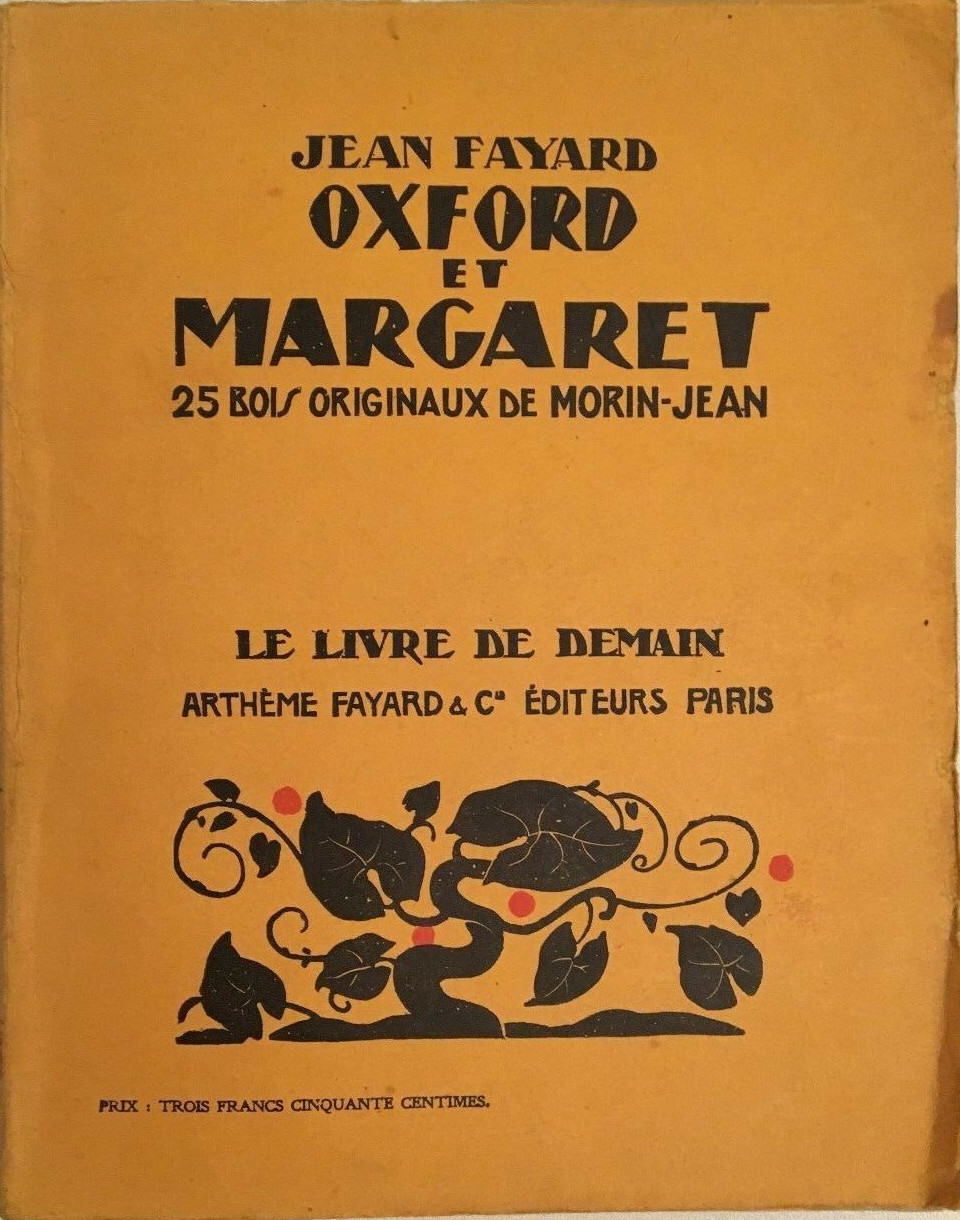 JEAN FAYARD
OXFORD
ET
MARGARET
25 BOIS ORIGINAUX DE MORIN-JEAN
LE LIVRE DE DEMAIN
ARTHÈME FAYARD & Cie ÉDITEURS PARIS
PRIX : TROIS FRANCS CINQUANTE CENTIMES.